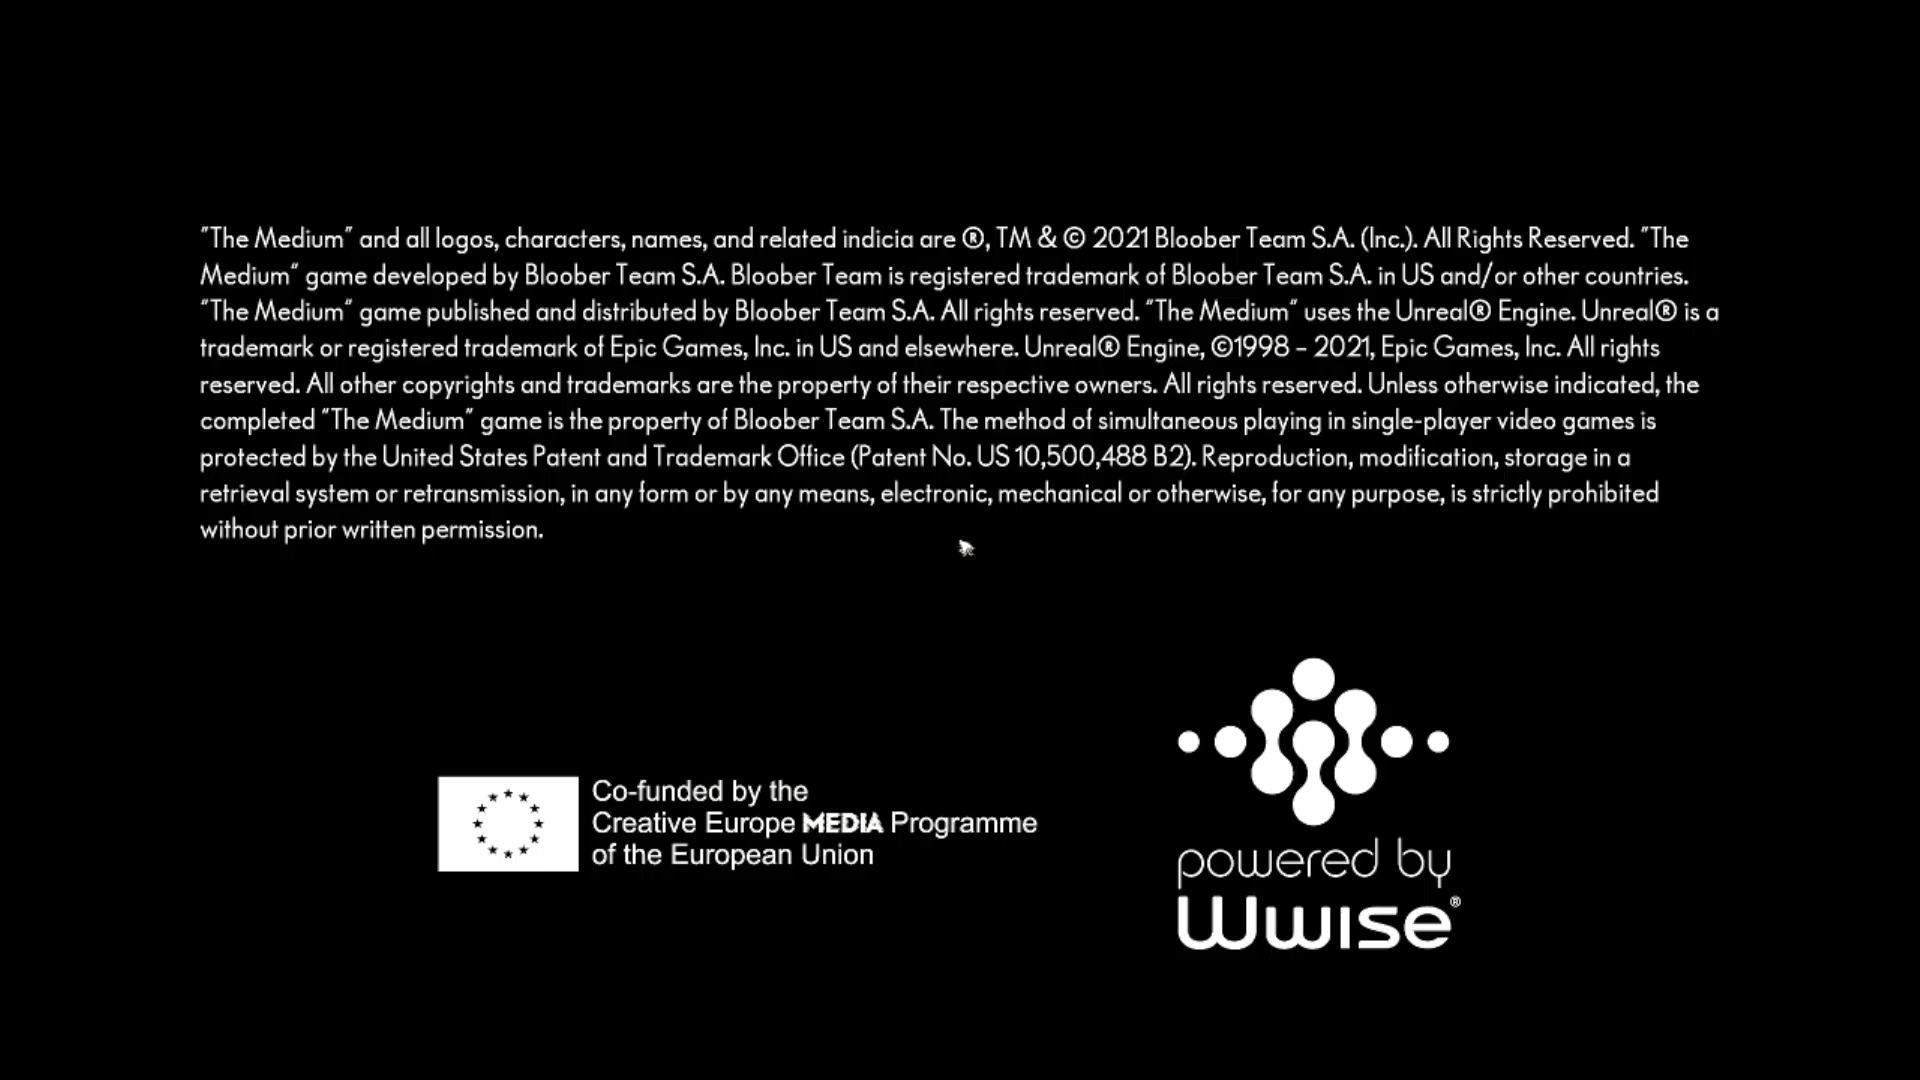 "The Medium" and all logos, characters, names, and related indicia are ®, TM & © 2021 Bloober Team S.A. (Inc.). All Rights Reserved. "The
Medium" game developed by Bloober Team S.A. Bloober Team is registered trademark of Bloober Team S.A. in US and/or other countries.
"The Medium" game published and distributed by Bloober Team S.A. All rights reserved. "The Medium" uses the Unreal® Engine. Unreal® is a
trademark or registered trademark of Epic Games, Inc. in US and elsewhere. Unreal® Engine, ©1998 – 2021, Epic Games, Inc. All rights
reserved. All other copyrights and trademarks are the property of their respective owners. All rights reserved. Unless otherwise indicated, the
completed "The Medium" game is the property of Bloober Team S.A. The method of simultaneous playing in single-player video games is
protected by the United States Patent and Trademark Office (Patent No. US 10,500,488 B2). Reproduction, modification, storage in a
retrieval system or retransmission, in any form or by any means, electronic, mechanical or otherwise, for any purpose, is strictly prohibited
without prior written permission.
Co-funded by the
Creative Europe MEDIA Programme
of the European Union
powered by
Wwise®